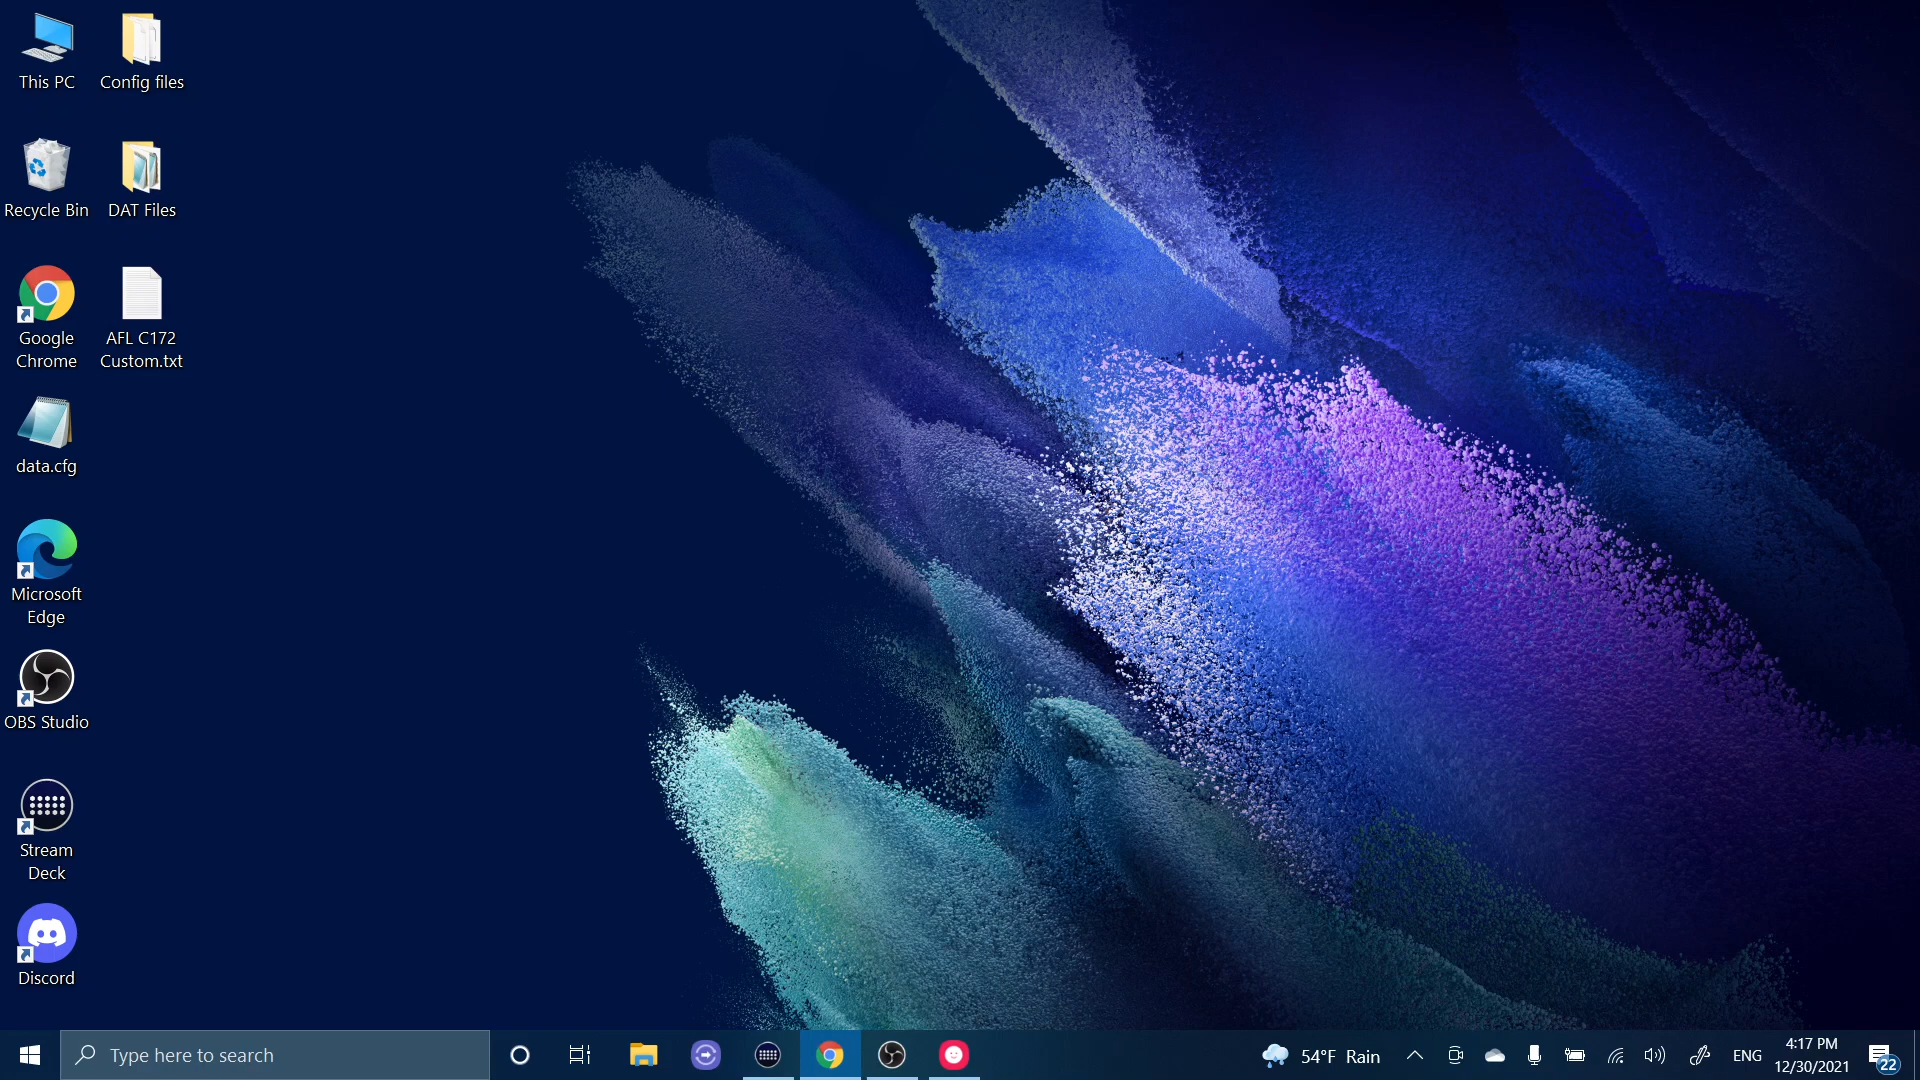 This PC
Config files
Recycle Bin
DAT Files
Google
Chrome
AFL C172
Custom.txt
data.cfg
Microsoft
Edge
OBS Studio
Stream
Deck
Discord
Type here to search
54°F Rain
ENG
4:17 PM
12/30/2021
22